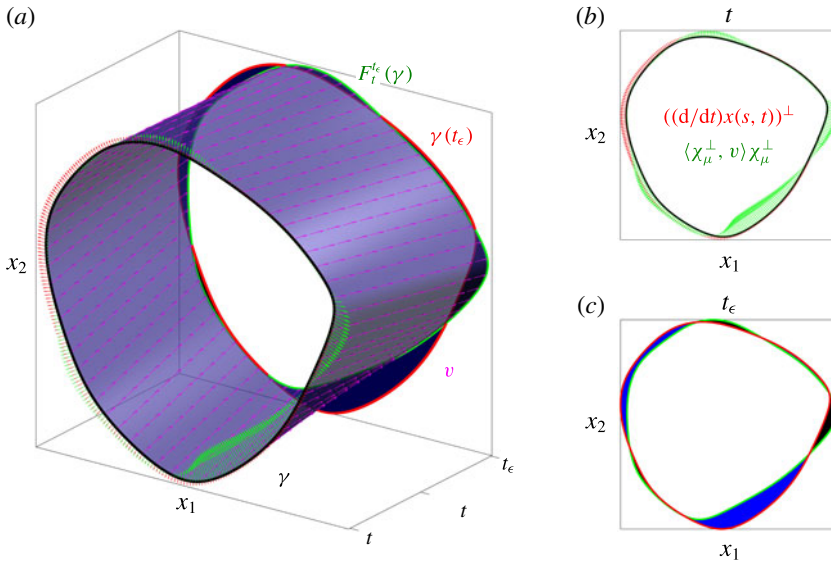 (a)
F_t^{t_ϵ}(γ)
γ(t_ϵ)
x_2
v
γ
x_1
t_ϵ
t
t
(b)
t
((d/dt)x(s, t))^⊥
⟨χ_μ^⊥, v⟩χ_μ^⊥
x_2
x_1
(c)
t_ϵ
x_2
x_1